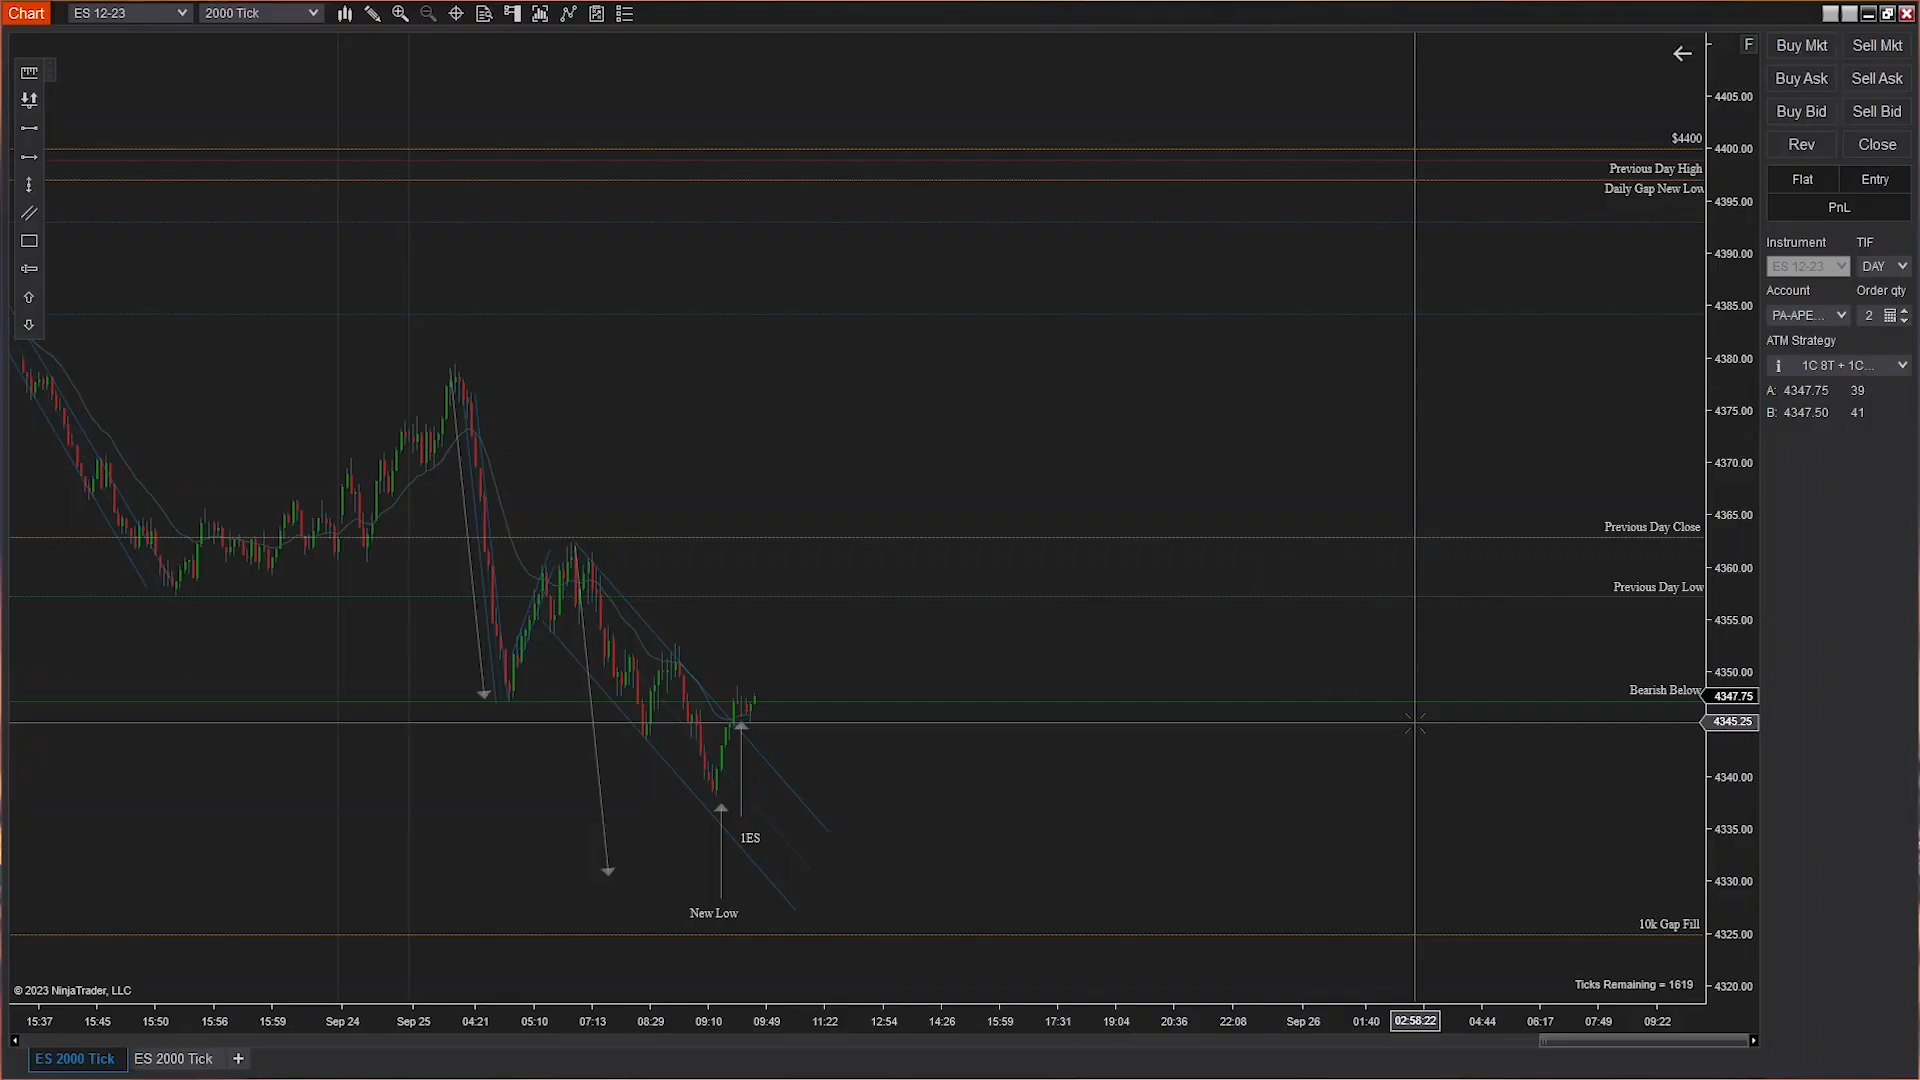 Chart
ES 12-23
2000 Tick
F
Buy Mkt
Sell Mkt
Buy Ask
Sell Ask
Buy Bid
Sell Bid
Rev
Close
Flat
Entry
PnL
Instrument
TIF
ES 12-23
DAY
Account
Order qty
PA-APE...
2
ATM Strategy
i
1C 8T + 1C...
A: 4347.75 39
B: 4347.50 41
4405.00
$4400
4400.00
Previous Day High
Daily Gap New Low
4395.00
4390.00
4385.00
4380.00
4375.00
4370.00
4365.00
Previous Day Close
4360.00
Previous Day Low
4355.00
4350.00
Bearish Below
4347.75
4345.25
4340.00
4335.00
1ES
4330.00
New Low
10k Gap Fill
4325.00
4320.00
Ticks Remaining = 1619
© 2023 NinjaTrader, LLC
15:37 15:45 15:50 15:56 15:59 Sep 24 Sep 25 04:21 05:10 07:13 08:29 09:10 09:49 11:22 12:54 14:26 15:59 17:31 19:04 20:36 22:08 Sep 26 01:40 02:58:22 04:44 06:17 07:49 09:22
ES 2000 Tick
ES 2000 Tick
+